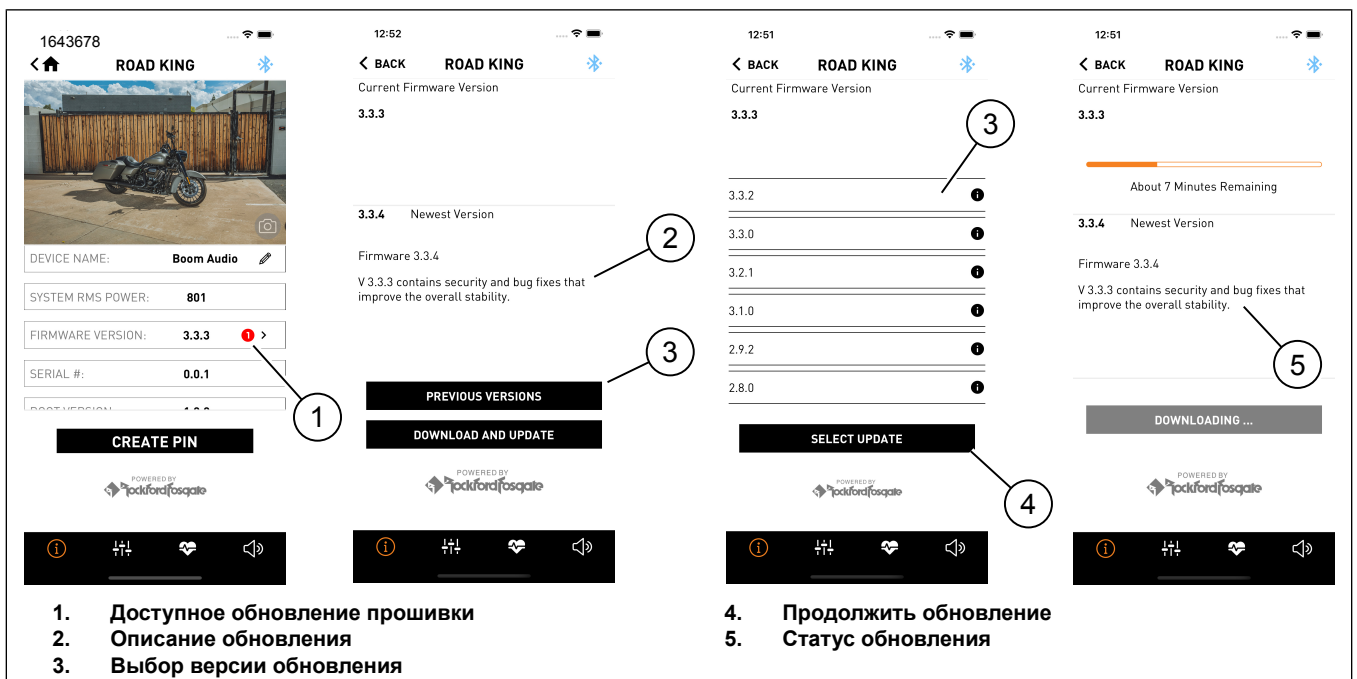 1643678
ROAD KING
DEVICE NAME: Boom Audio
SYSTEM RMS POWER: 801
FIRMWARE VERSION: 3.3.3 1
SERIAL #: 0.0.1
CREATE PIN
POWERED BY
Rockford Fosgate
1
12:52
BACK ROAD KING
Current Firmware Version
3.3.3
3.3.4 Newest Version
Firmware 3.3.4
V 3.3.3 contains security and bug fixes that
improve the overall stability.
2
3
PREVIOUS VERSIONS
DOWNLOAD AND UPDATE
POWERED BY
Rockford Fosgate
12:51
BACK ROAD KING
Current Firmware Version
3.3.3
3
3.3.2
3.3.0
3.2.1
3.1.0
2.9.2
2.8.0
SELECT UPDATE
4
POWERED BY
Rockford Fosgate
12:51
BACK ROAD KING
Current Firmware Version
3.3.3
About 7 Minutes Remaining
3.3.4 Newest Version
Firmware 3.3.4
V 3.3.3 contains security and bug fixes that
improve the overall stability.
5
DOWNLOADING ...
POWERED BY
Rockford Fosgate
1. Доступное обновление прошивки
2. Описание обновления
3. Выбор версии обновления
4. Продолжить обновление
5. Статус обновления